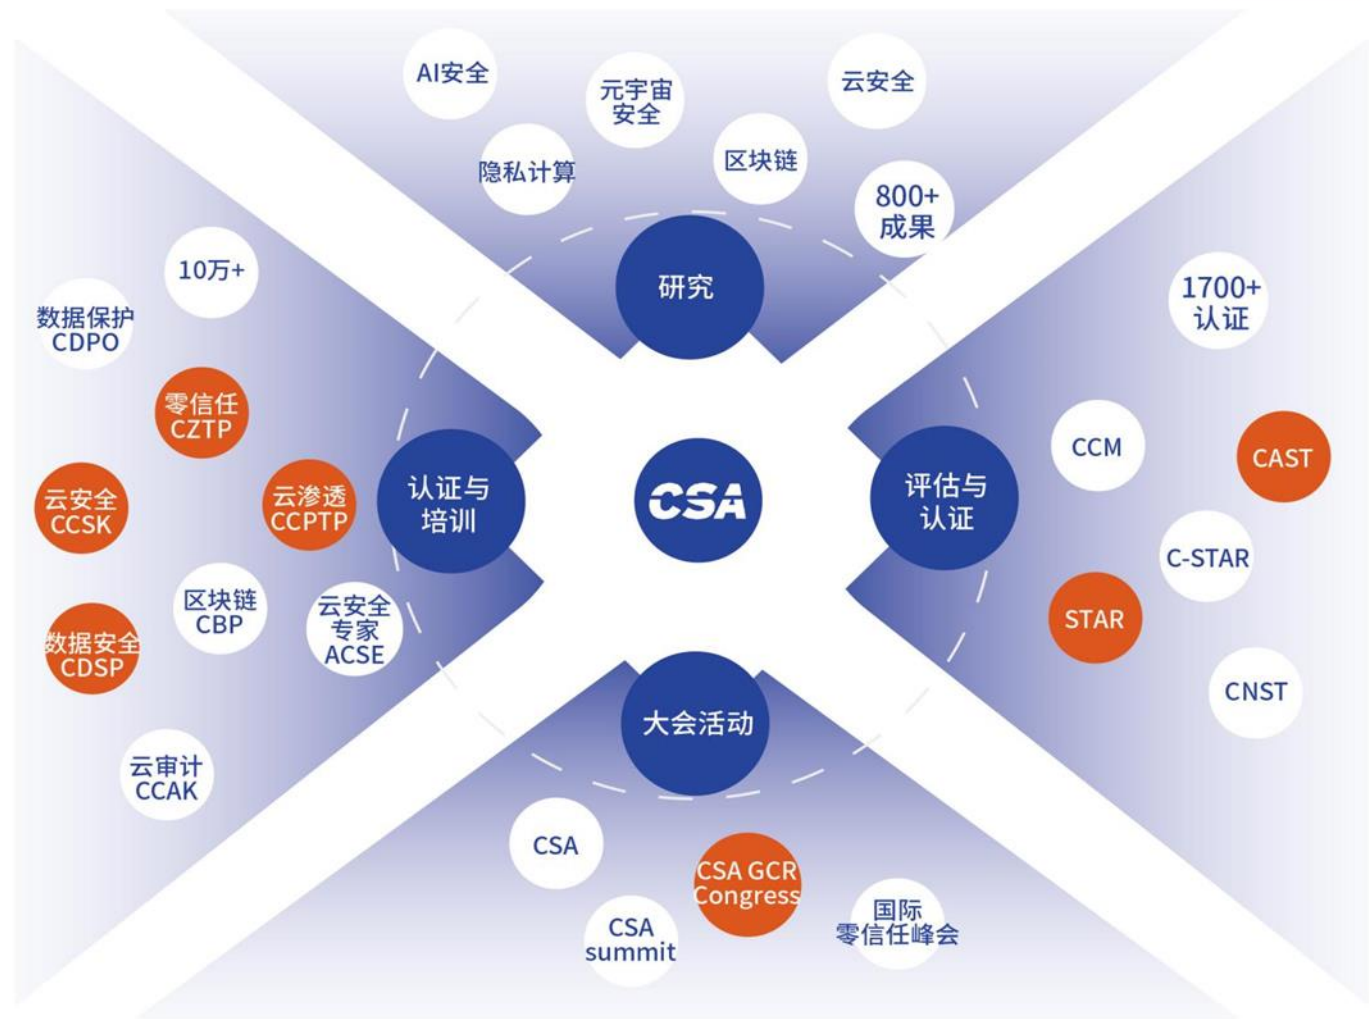 AI安全
元宇宙
安全
云安全
隐私计算
区块链
800+
成果
研究
10万+
数据保护
CDPO
零信任
CZTP
云安全
CCSK
云渗透
CCPTP
认证与
培训
区块链
CBP
云安全
专家
ACSE
数据安全
CDSP
云审计
CCAK
CSA
评估与
认证
1700+
认证
CCM
CAST
C-STAR
STAR
CNST
大会活动
CSA
CSA GCR
Congress
CSA
summit
国际
零信任峰会